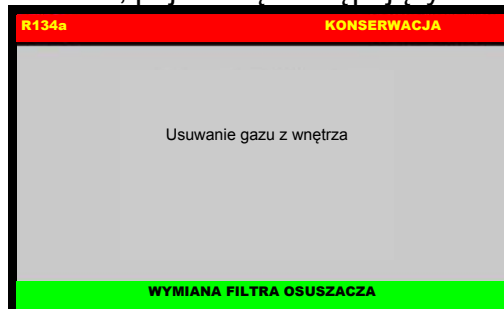 R134a KONSERWACJA
Usuwanie gazu z wnętrza
WYMIANA FILTRA OSUSZACZA